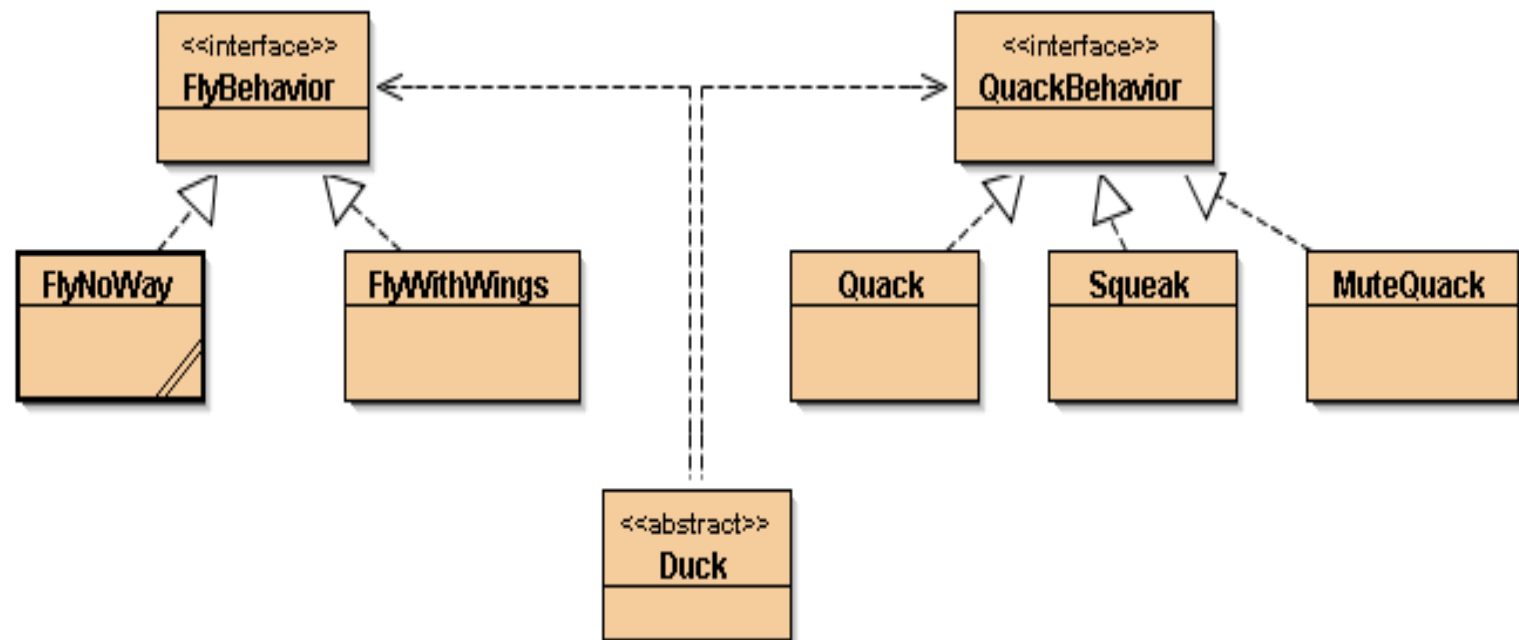 <<interface>>
FlyBehavior
<<interface>>
QuackBehavior
FlyNoWay
FlyWithWings
Quack
Squeak
MuteQuack
<<abstract>>
Duck